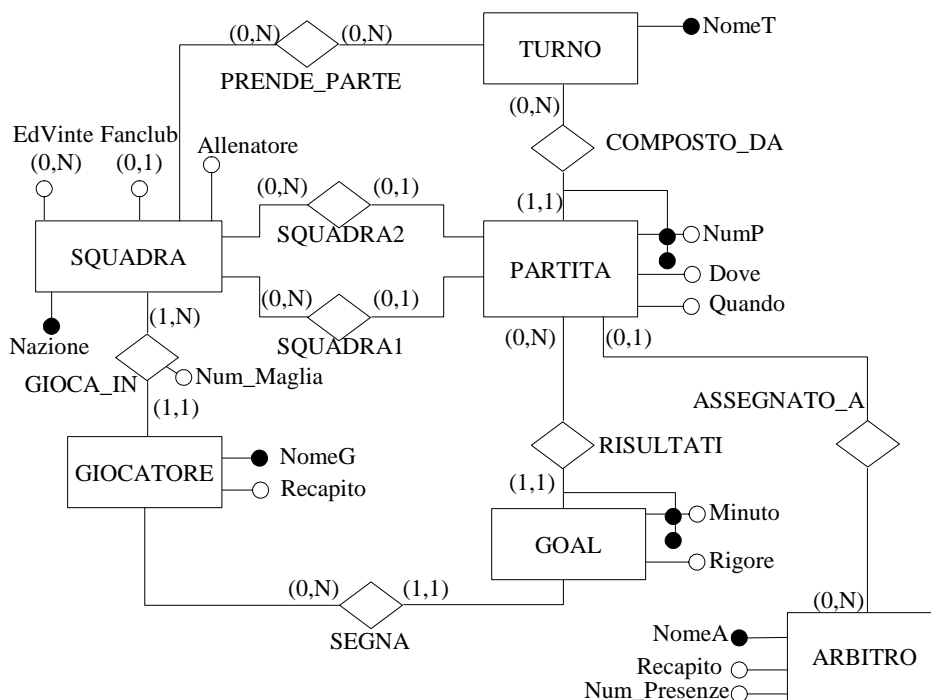 (0,N) (0,N) NomeT
TURNO
PRENDE_PARTE
(0,N)
EdVinte Fanclub
Allenatore
COMPOSTO_DA
(0,N) (0,1)
(0,N) (0,1)
(1,1)
SQUADRA2
NumP
SQUADRA
PARTITA
Dove
(0,N) (0,1)
Quando
(1,N)
SQUADRA1
(0,N) (0,1)
Nazione
Num_Maglia
GIOCA_IN
ASSEGNATO_A
(1,1)
RISULTATI
NomeG
GIOCATORE
(1,1)
Recapito
Minuto
GOAL
Rigore
(0,N) (1,1)
(0,N)
SEGNA
NomeA
ARBITRO
Recapito
Num_Presenze